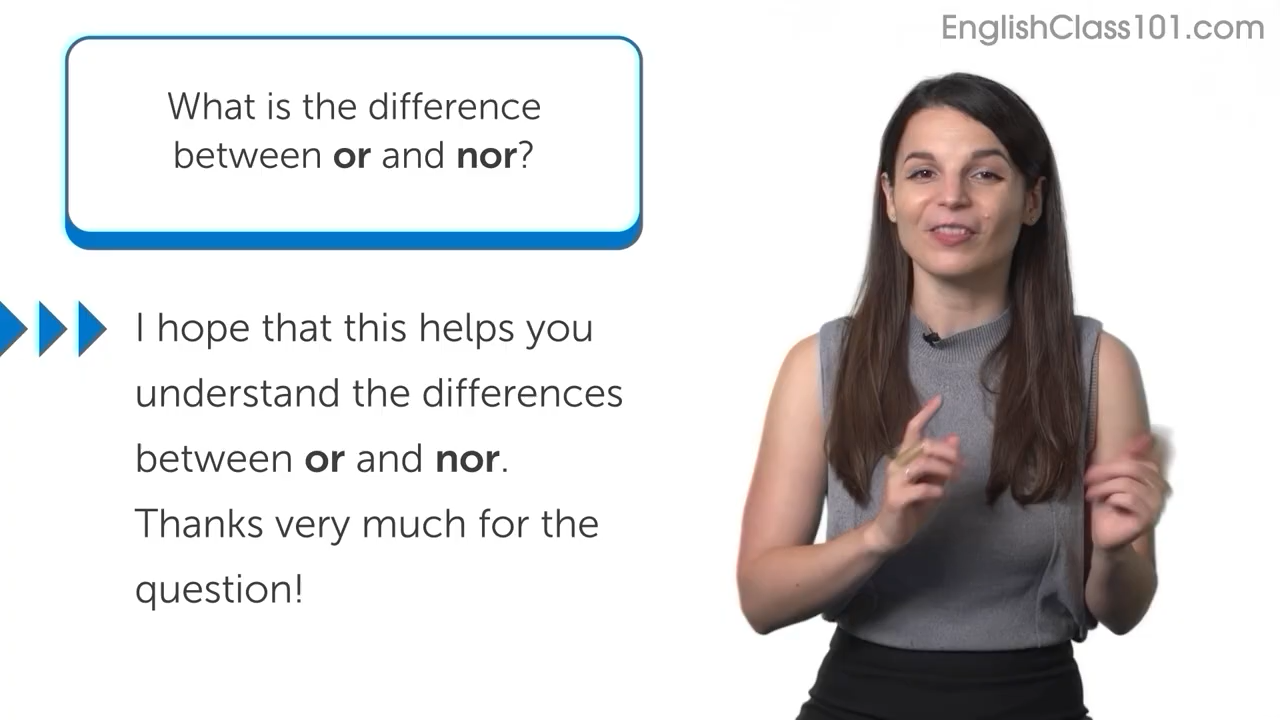 EnglishClass101.com
What is the difference
between or and nor?
I hope that this helps you
understand the differences
between or and nor.
Thanks very much for the
question!